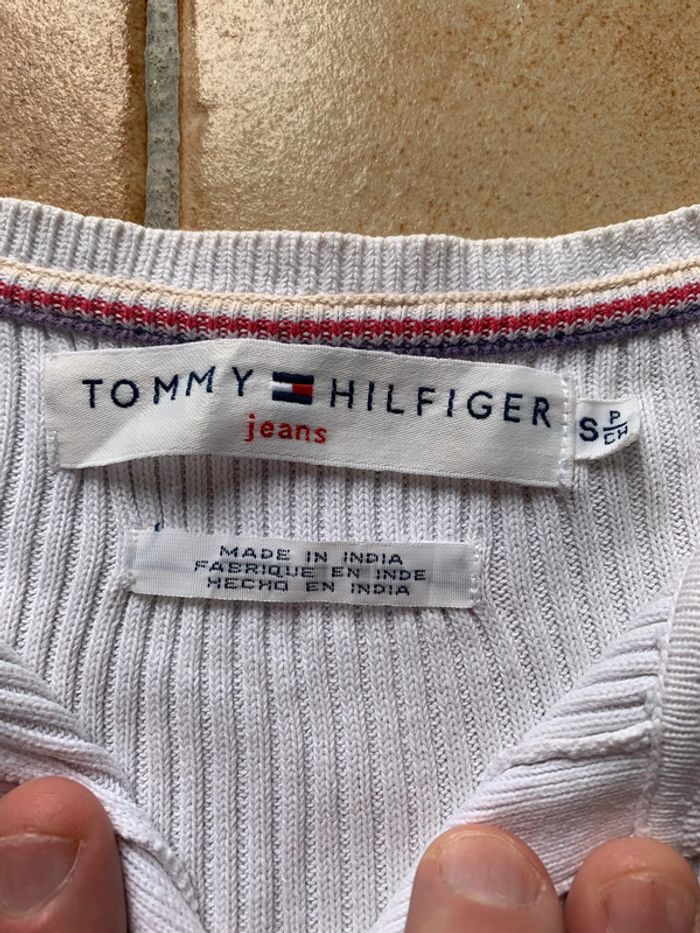 TOMMY HILFIGER
jeans
S P/CH
MADE IN INDIA
FABRIQUE EN INDE
HECHO EN INDIA